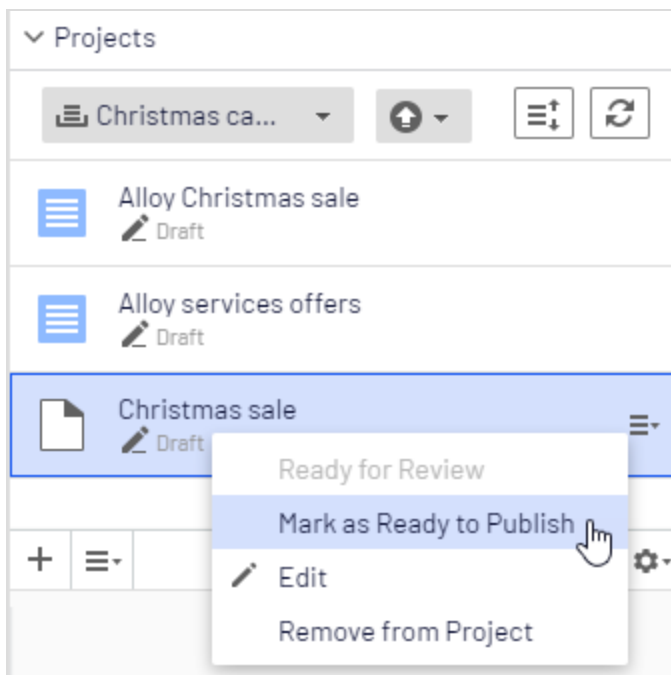 Projects
Christmas ca...
Alloy Christmas sale
Draft
Alloy services offers
Draft
Christmas sale
Draft
Ready for Review
Mark as Ready to Publish
Edit
Remove from Project